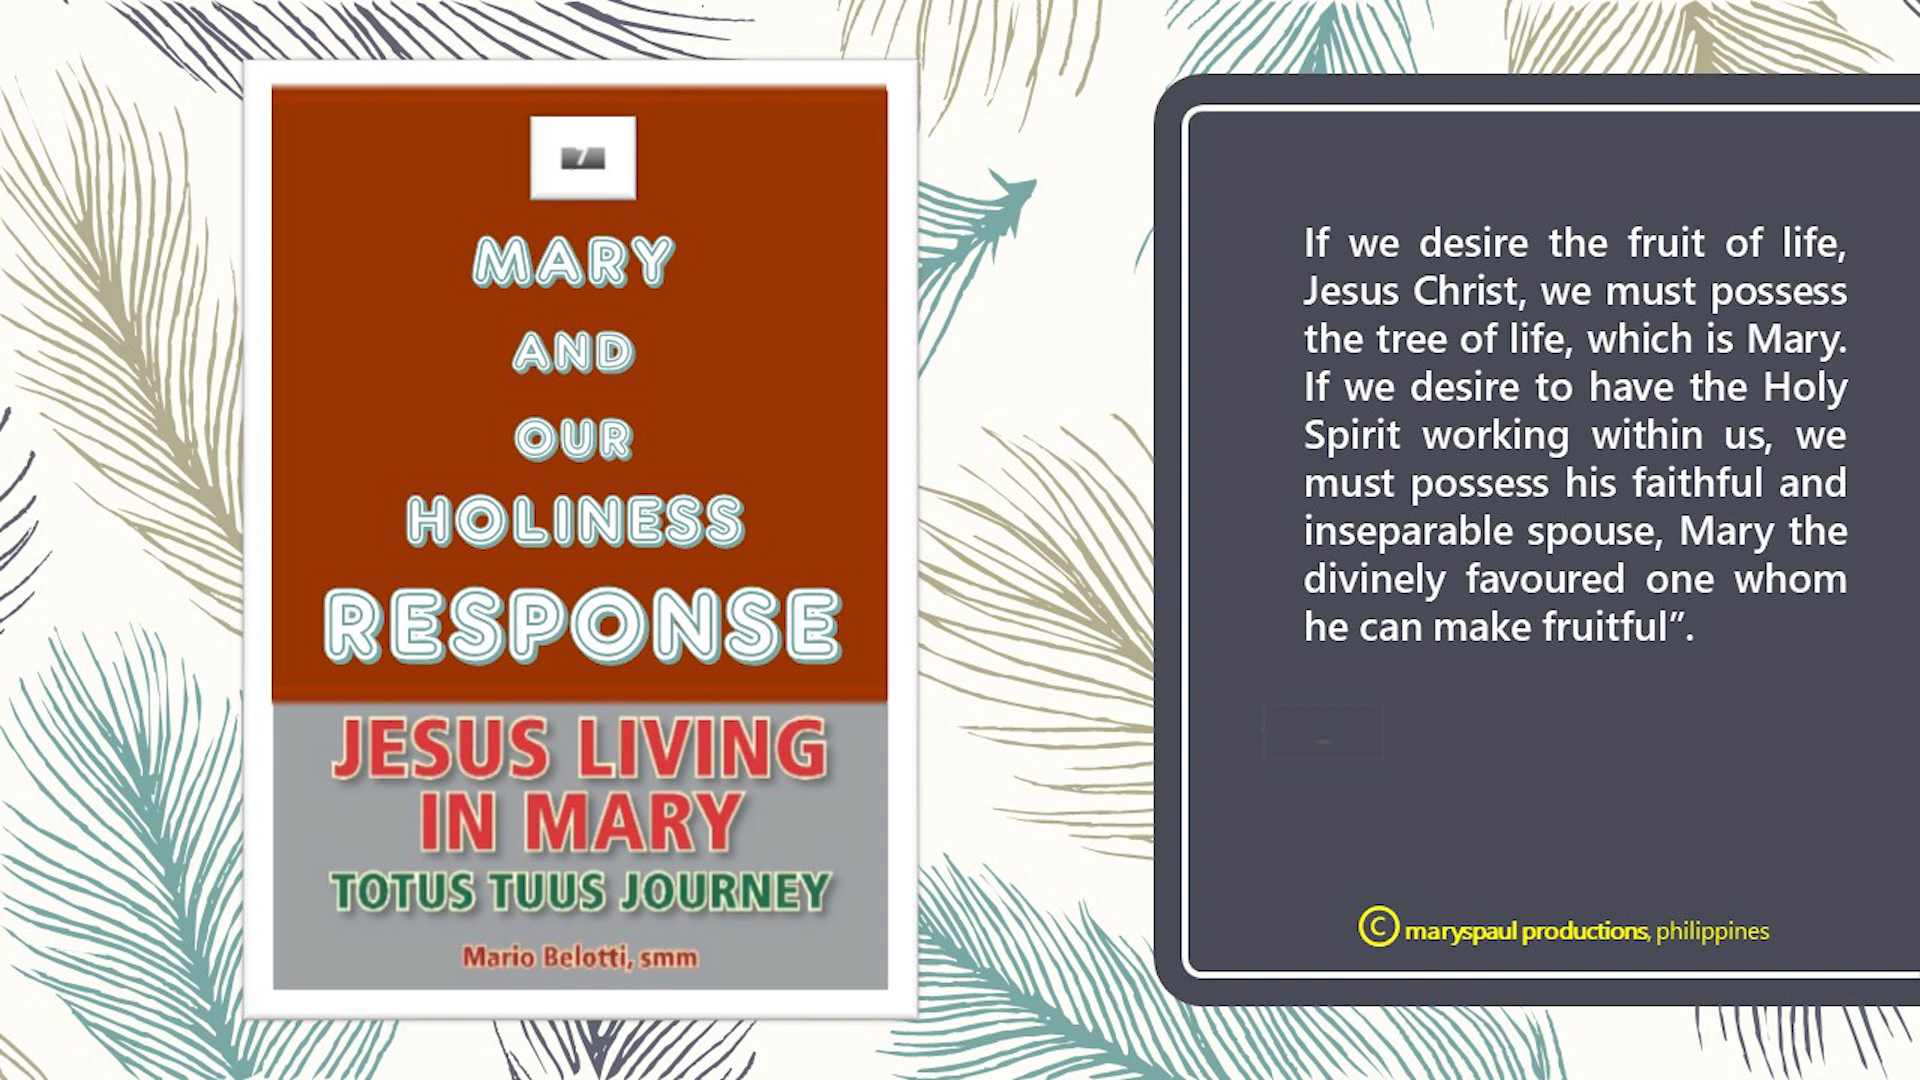 7
MARY
AND
OUR
HOLINESS
RESPONSE
JESUS LIVING
IN MARY
TOTUS TUUS JOURNEY
Mario Belotti, smm
If we desire the fruit of life,
Jesus Christ, we must possess
the tree of life, which is Mary.
If we desire to have the Holy
Spirit working within us, we
must possess his faithful and
inseparable spouse, Mary the
divinely favoured one whom
he can make fruitful”.
© maryspaul productions, philippines